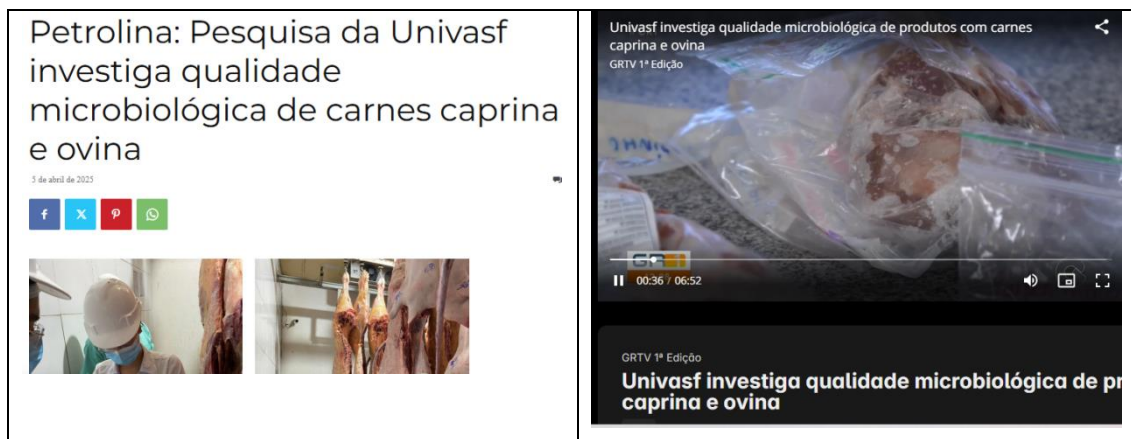 Petrolina: Pesquisa da Univasf
investiga qualidade
microbiológica de carnes caprina
e ovina
5 de abril de 2025
Univasf investiga qualidade microbiológica de produtos com carnes
caprina e ovina
GRTV 1ª Edição
00:36 / 06:52
GRTV 1ª Edição
Univasf investiga qualidade microbiológica de pr
caprina e ovina